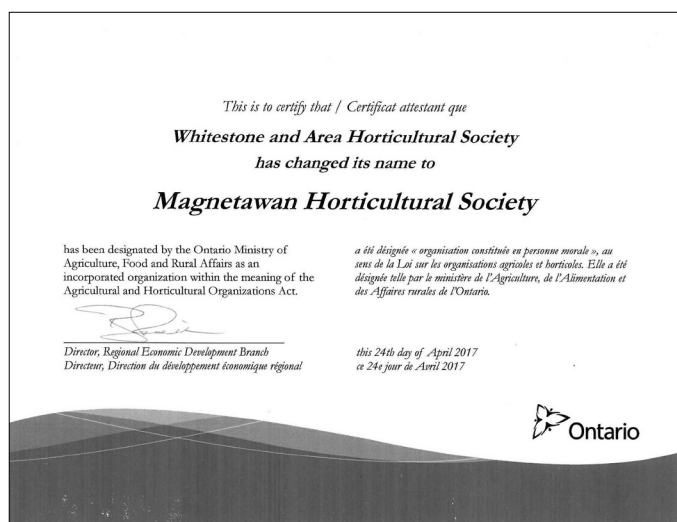 This is to certify that / Certificat attestant que
Whitestone and Area Horticultural Society
has changed its name to
Magnetawan Horticultural Society
has been designated by the Ontario Ministry of
Agriculture, Food and Rural Affairs as an
incorporated organization within the meaning of the
Agricultural and Horticultural Organizations Act.
a été désignée « organisation constituée en personne morale », au
sens de la Loi sur les organisations agricoles et horticoles. Elle a été
désignée telle par le ministère de l'Agriculture, de l'Alimentation et
des Affaires rurales de l'Ontario.
Director, Regional Economic Development Branch
Directeur, Direction du développement économique régional
this 24th day of April 2017
ce 24e jour de Avril 2017
Ontario